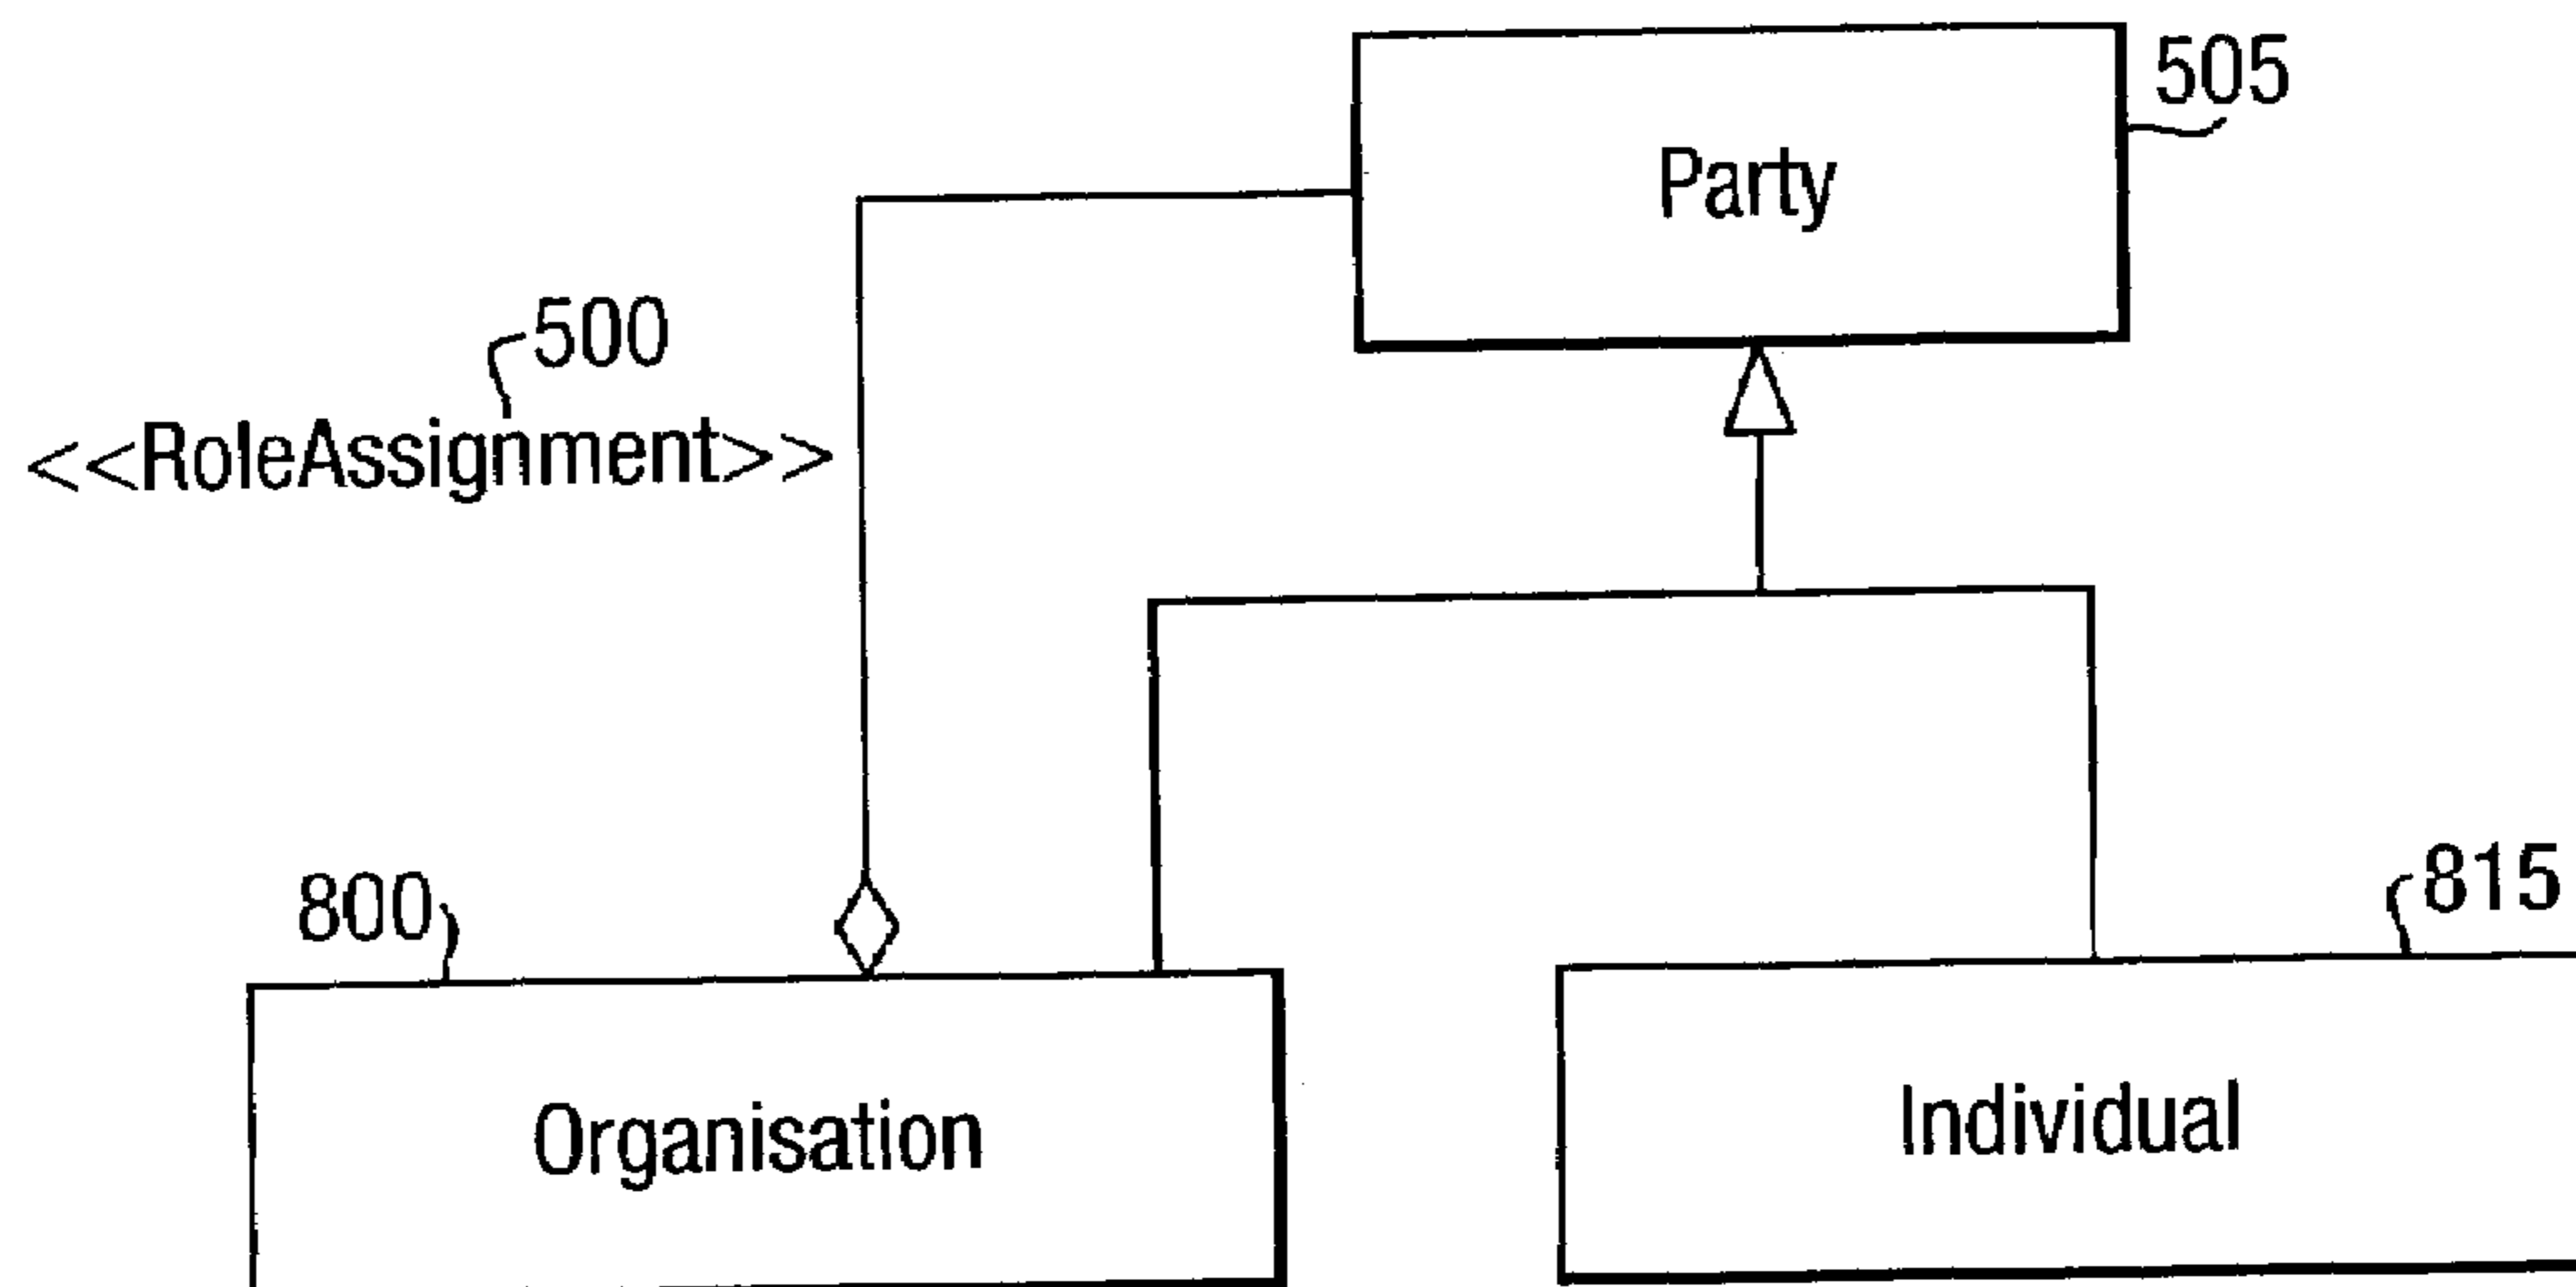 505
Party
500
<<RoleAssignment>>
800
815
Organisation
Individual